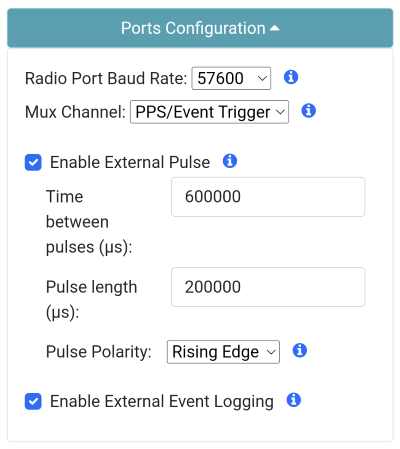 Ports Configuration
Radio Port Baud Rate: 57600
Mux Channel: PPS/Event Trigger
Enable External Pulse
Time
between
pulses (µs):
600000
Pulse length
(µs):
200000
Pulse Polarity: Rising Edge
Enable External Event Logging